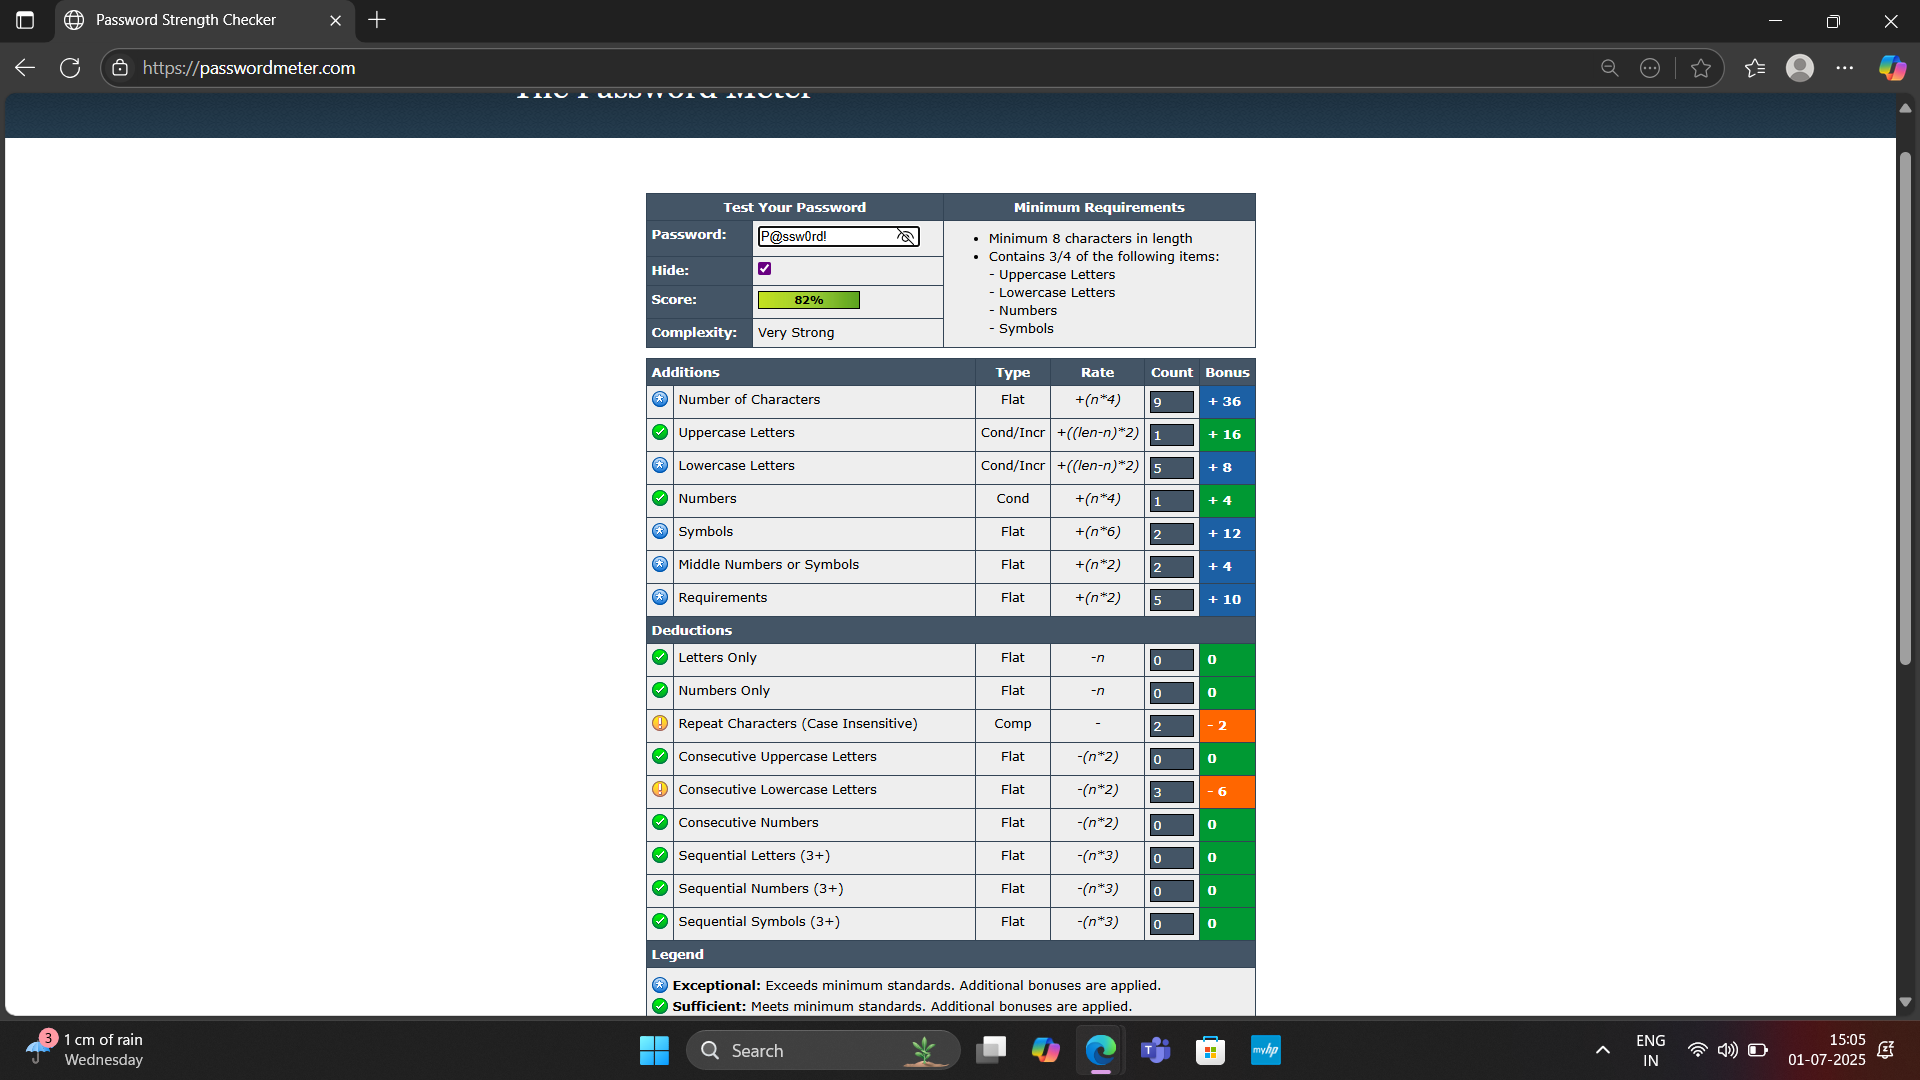 Password Strength Checker
https://passwordmeter.com
The Password Meter
Test Your Password
Minimum Requirements
Password:
P@ssw0rd!
Hide:
Score:
82%
Complexity:
Very Strong
• Minimum 8 characters in length
• Contains 3/4 of the following items:
- Uppercase Letters
- Lowercase Letters
- Numbers
- Symbols
Additions Type Rate Count Bonus
Number of Characters Flat +(n*4) 9 + 36
Uppercase Letters Cond/Incr +((len-n)*2) 1 + 16
Lowercase Letters Cond/Incr +((len-n)*2) 5 + 8
Numbers Cond +(n*4) 1 + 4
Symbols Flat +(n*6) 2 + 12
Middle Numbers or Symbols Flat +(n*2) 2 + 4
Requirements Flat +(n*2) 5 + 10
Deductions
Letters Only Flat -n 0 0
Numbers Only Flat -n 0 0
Repeat Characters (Case Insensitive) Comp - 2 - 2
Consecutive Uppercase Letters Flat -(n*2) 0 0
Consecutive Lowercase Letters Flat -(n*2) 3 - 6
Consecutive Numbers Flat -(n*2) 0 0
Sequential Letters (3+) Flat -(n*3) 0 0
Sequential Numbers (3+) Flat -(n*3) 0 0
Sequential Symbols (3+) Flat -(n*3) 0 0
Legend
Exceptional: Exceeds minimum standards. Additional bonuses are applied.
Sufficient: Meets minimum standards. Additional bonuses are applied.
3
1 cm of rain
Wednesday
Search
T
myhp
ENG
IN
15:05
01-07-2025